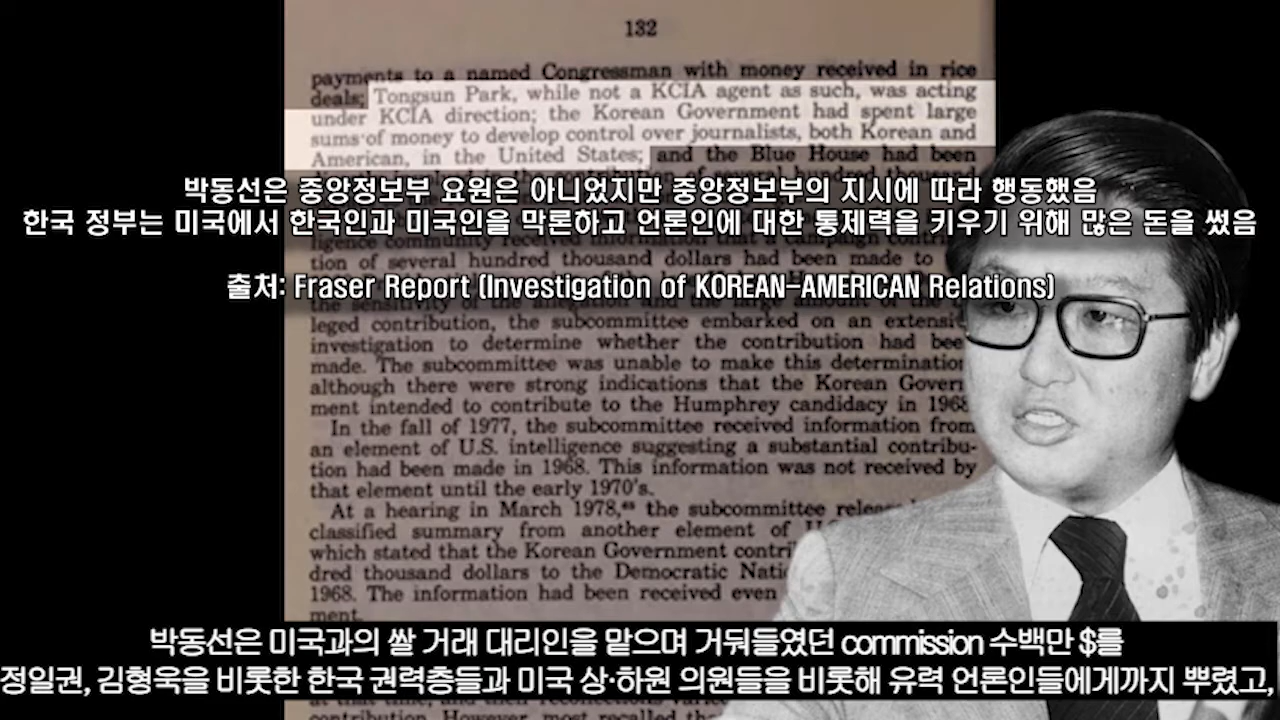 132
payments to a named Congressman with money received in rice
deals; Tongsun Park, while not a KCIA agent as such, was acting
under KCIA direction; the Korean Government had spent large
sums of money to develop control over journalists, both Korean and
American, in the United States; and the Blue House had been
박동선은 중앙정보부 요원은 아니었지만 중앙정보부의 지시에 따라 행동했음
한국 정부는 미국에서 한국인과 미국인을 막론하고 언론인에 대한 통제력을 키우기 위해 많은 돈을 썼음
tion of several hundred thousand dollars had been made to
출처: Fraser Report (Investigation of KOREAN-AMERICAN Relations)
leged contribution, the subcommittee embarked on an extensi
investigation to determine whether the contribution had bee
made. The subcommittee was unable to make this determination
although there were strong indications that the Korean Govern
ment intended to contribute to the Humphrey candidacy in 1968
In the fall of 1977, the subcommittee received information from
an element of U.S. intelligence suggesting a substantial contribu-
tion had been made in 1968. This information was not received by
that element until the early 1970's.
At a hearing in March 1978, the subcommittee relea
classified summary from another element of U.
which stated that the Korean Government contri
dred thousand dollars to the Democratic Nati
1968. The information had been received even
ment.
박동선은 미국과의 쌀 거래 대리인을 맡으며 거둬들였던 commission 수백만 $를
정일권, 김형욱을 비롯한 한국 권력층들과 미국 상·하원 의원들을 비롯해 유력 언론인들에게까지 뿌렸고,